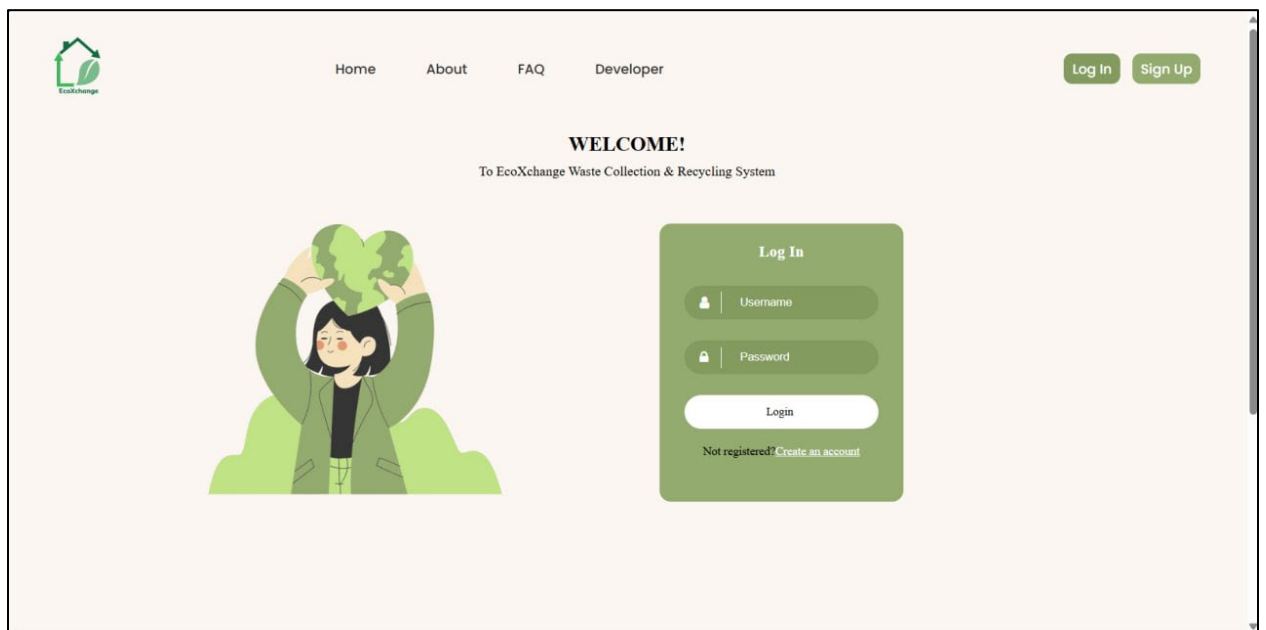 EcoXchange
Home About FAQ Developer
Log In Sign Up
WELCOME!
To EcoXchange Waste Collection & Recycling System
Log In
Username
Password
Login
Not registered?Create an account